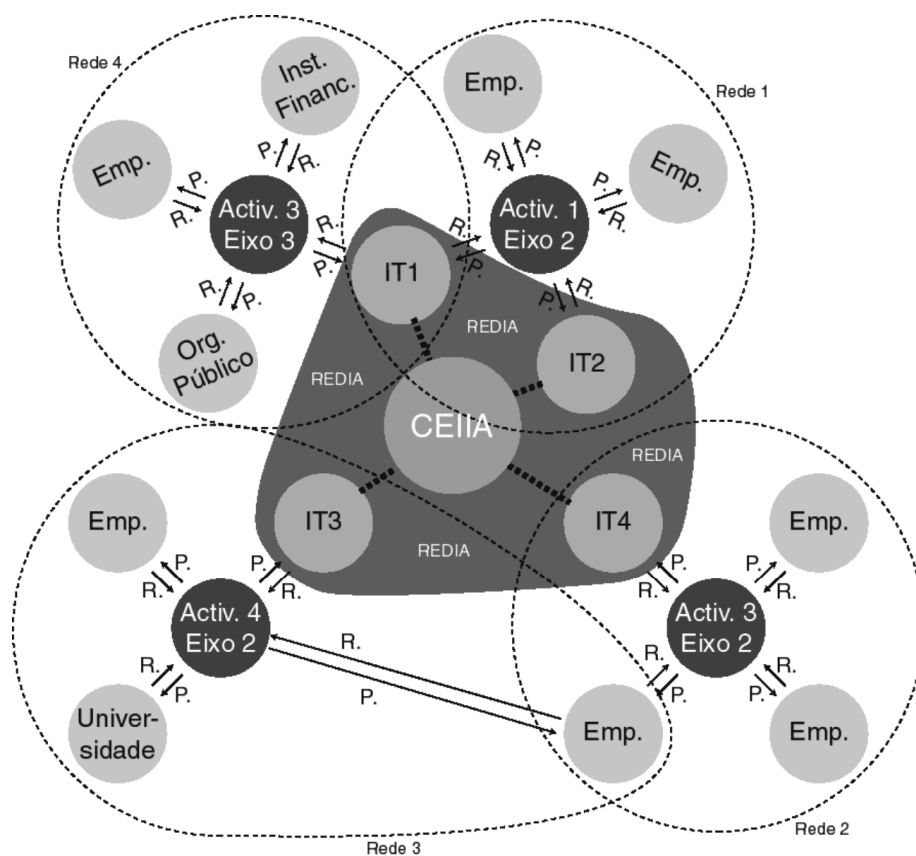 Rede 4
Inst.
Financ.
Emp.
P.
R.
P.
R.
Activ. 3
Eixo 3
R.
P.
R.
P.
Org.
Público
Rede 1
Emp.
Emp.
R.
P.
P.
R.
Activ. 1
Eixo 2
R.
P.
P.
R.
IT1
REDIA
IT2
REDIA
CEIIA
REDIA
IT3
IT4
REDIA
Emp.
P.
R.
P.
R.
Activ. 4
Eixo 2
R.
P.
R.
P.
Univer-
sidade
Emp.
P.
R.
P.
R.
Activ. 3
Eixo 2
R.
P.
R.
P.
Emp.
Emp.
Rede 2
Rede 3